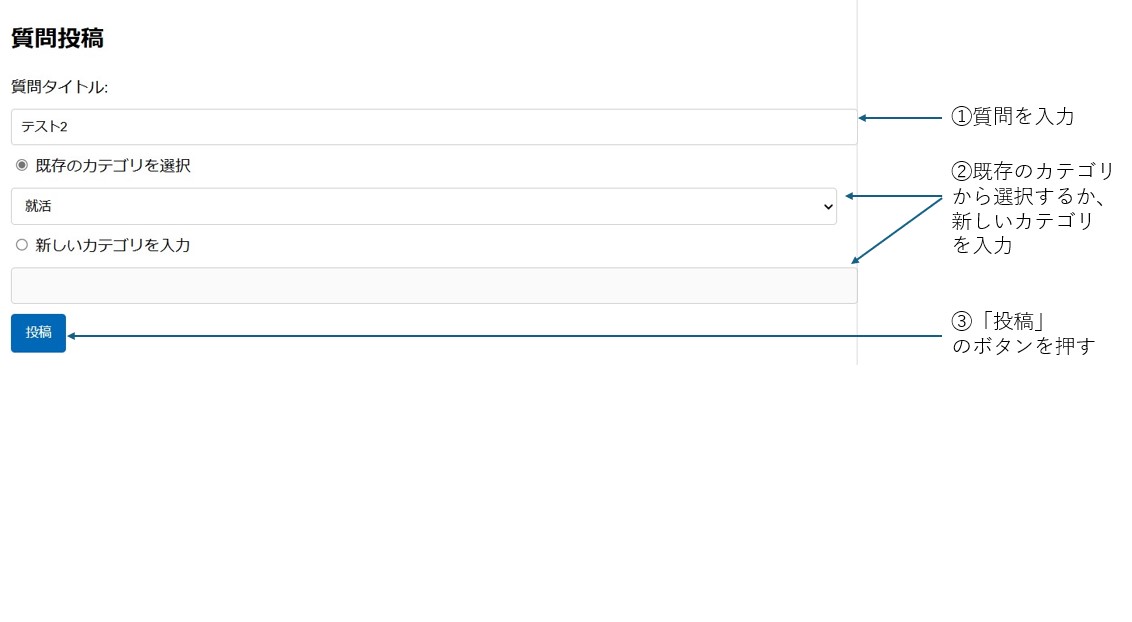 質問投稿
質問タイトル:
テスト2
①質問を入力
既存のカテゴリを選択
就活
②既存のカテゴリ
から選択するか、
新しいカテゴリ
を入力
新しいカテゴリを入力
投稿
③「投稿」
のボタンを押す